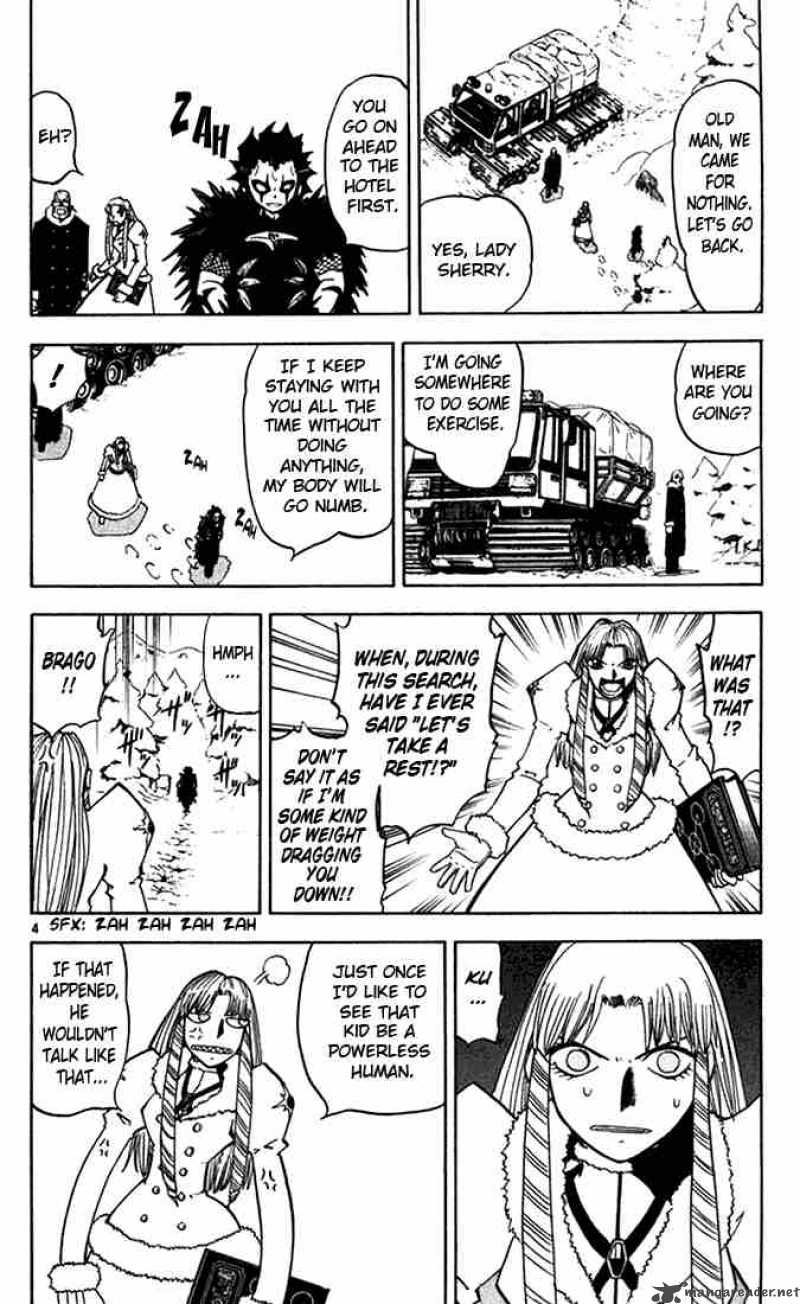 OLD
MAN, WE
CAME
FOR
NOTHING.
LET'S GO
BACK.
YES, LADY
SHERRY.
YOU
GO ON
AHEAD
TO THE
HOTEL
FIRST.
ZAH
EH?
WHERE
ARE YOU
GOING?
I'M GOING
SOMEWHERE
TO DO SOME
EXERCISE.
IF I KEEP
STAYING WITH
YOU ALL THE
TIME WITHOUT
DOING
ANYTHING,
MY BODY WILL
GO NUMB.
ZAH
ZAH
!
WHAT
WAS
THAT
!?
WHEN, DURING
THIS SEARCH,
HAVE I EVER
SAID "LET'S
TAKE A
REST!?"
DON'T
SAY IT AS
IF I'M
SOME KIND
OF WEIGHT
DRAGGING
YOU
DOWN!!
HMPH
...
BRAGO
!!
4 SFX: ZAH ZAH ZAH ZAH
KU
...
JUST ONCE
I'D LIKE TO
SEE THAT
KID BE A
POWERLESS
HUMAN.
IF THAT
HAPPENED,
HE
WOULDN'T
TALK LIKE
THAT...
mangareader.net